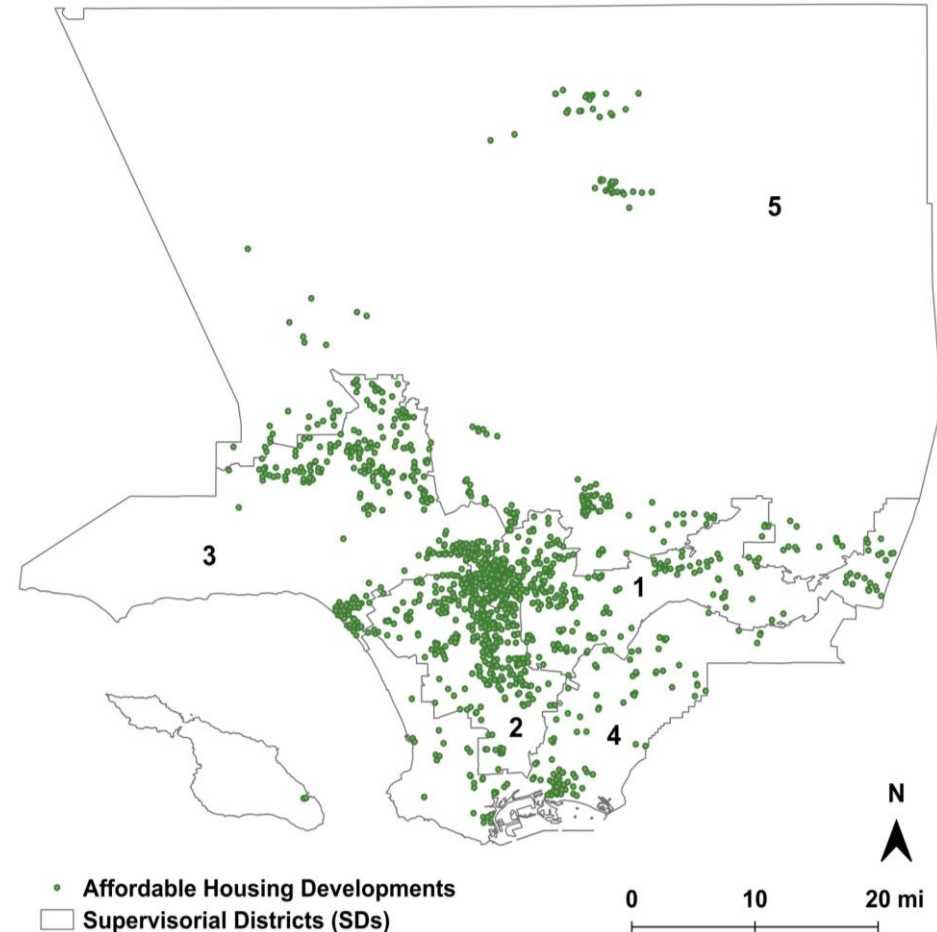 5
3
1
2
4
N
Affordable Housing Developments
Supervisorial Districts (SDs)
0 10 20 mi